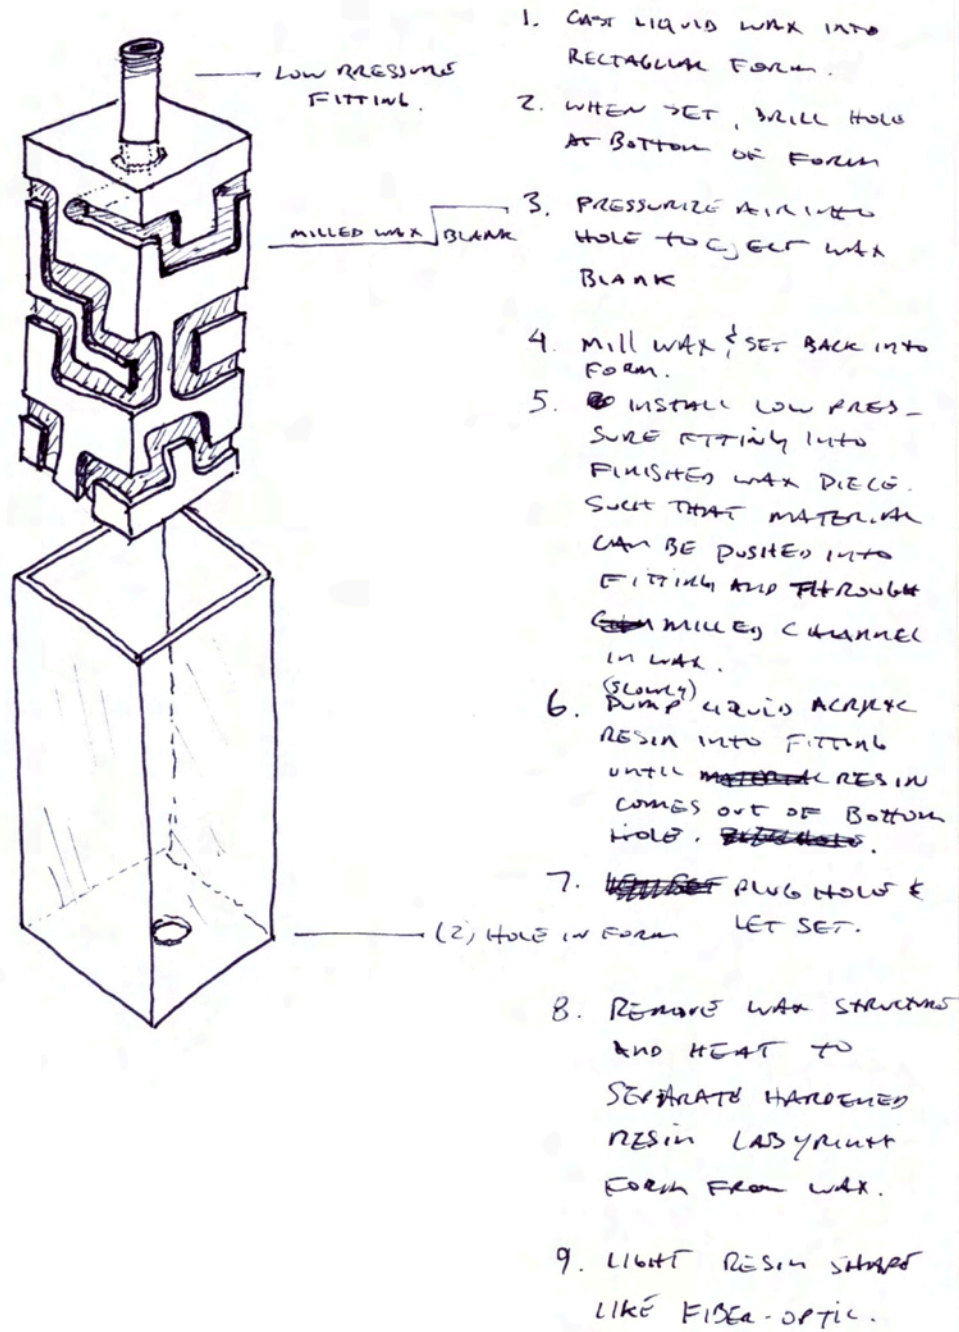 LOW PRESSURE
FITTING.
MILLED WAX BLANK
(2) HOLE IN FORM
1. CAST LIQUID WAX INTO
RECTAGULAR FORM.
2. WHEN SET, DRILL HOLE
AT BOTTOM OF FORM
3. PRESSURIZE AIR INTO
HOLE TO EJECT WAX
BLANK
4. MILL WAX & SET BACK INTO
FORM.
5. INSTALL LOW PRES-
SURE FITTING INTO
FINISHED WAX PIECE.
SUCH THAT MATERIAL
CAN BE PUSHED INTO
FITTING AND THROUGH
MILLED CHANNEL
IN WAX.
(SLOWLY)
6. PUMP LIQUID ACRYLIC
RESIN INTO FITTING
UNTIL MATERIAL RESIN
COMES OUT OF BOTTOM
HOLE.
7. PLUG HOLE &
LET SET.
8. REMOVE WAX STRUCTURE
AND HEAT TO
SEPARATE HARDENED
RESIN LABYRINTH
FORM FROM WAX.
9. LIGHT RESIN SHAPE
LIKE FIBER-OPTIC.